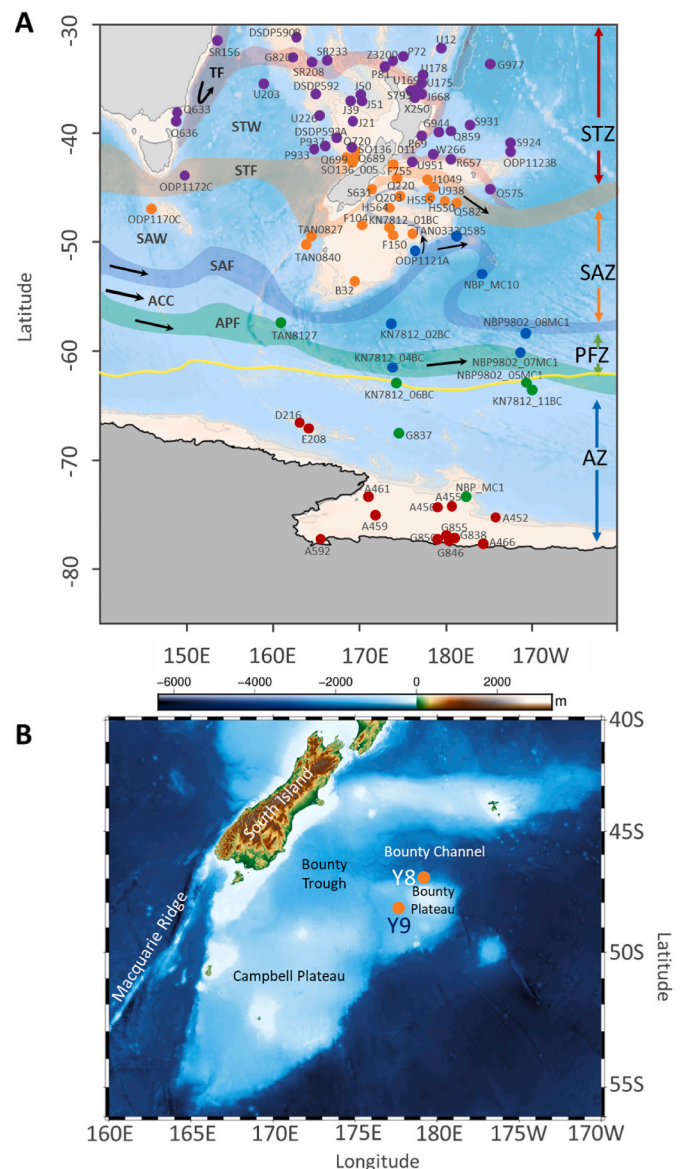 A
-30
-40
-50
-60
-70
-80
Latitude
DSDP590B
U12
SR156
G820
SR233
Z3200
P72
SR208
P81
U178
G977
TF
DSDP592
J50
U169
U175
U203
S795
J668
J39
J51
X250
Q633
STW
U226
J21
G944
S931
Q636
DSDP593A
Q859
STZ
P937
Q720
SO136_011
P69
W266
S924
P933
Q699
Q689
U951
R657
ODP1123B
STF
SO136_005
F755
J1049
ODP1172C
S631
Q220
U938
Q575
Q203
H555
H550
Q582
ODP1170C
H564
F104
KN7812_01BC
SAW
TAN0827
F150
TAN0333
Q585
TAN0840
ODP1121A
SAF
SAZ
B32
NBP_MC10
ACC
APF
TAN8127
KN7812_02BC
NBP9802_08MC1
PFZ
KN7812_04BC
NBP9802_07MC1
NBP9802_05MC1
KN7812_06BC
KN7812_11BC
D216
E208
G837
AZ
A461
A455
NBP_MC1
A456
A459
G855
A452
A592
G850
G838
G846
A466
150E
160E
170E
180E
170W
Longitude
-6000
-4000
-2000
0
2000
m
B
40S
45S
50S
55S
Latitude
South Island
Bounty Channel
Bounty
Trough
Y8
Bounty
Plateau
Y9
Macquarie Ridge
Campbell Plateau
160E
165E
170E
175E
180E
175W
170W
Longitude